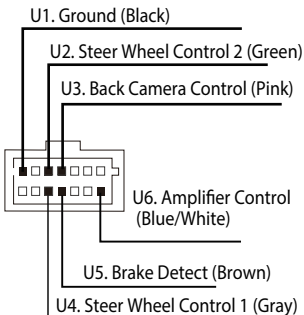 U1. Ground (Black)
U2. Steer Wheel Control 2 (Green)
U3. Back Camera Control (Pink)
U6. Amplifier Control
(Blue/White)
U5. Brake Detect (Brown)
U4. Steer Wheel Control 1 (Gray)